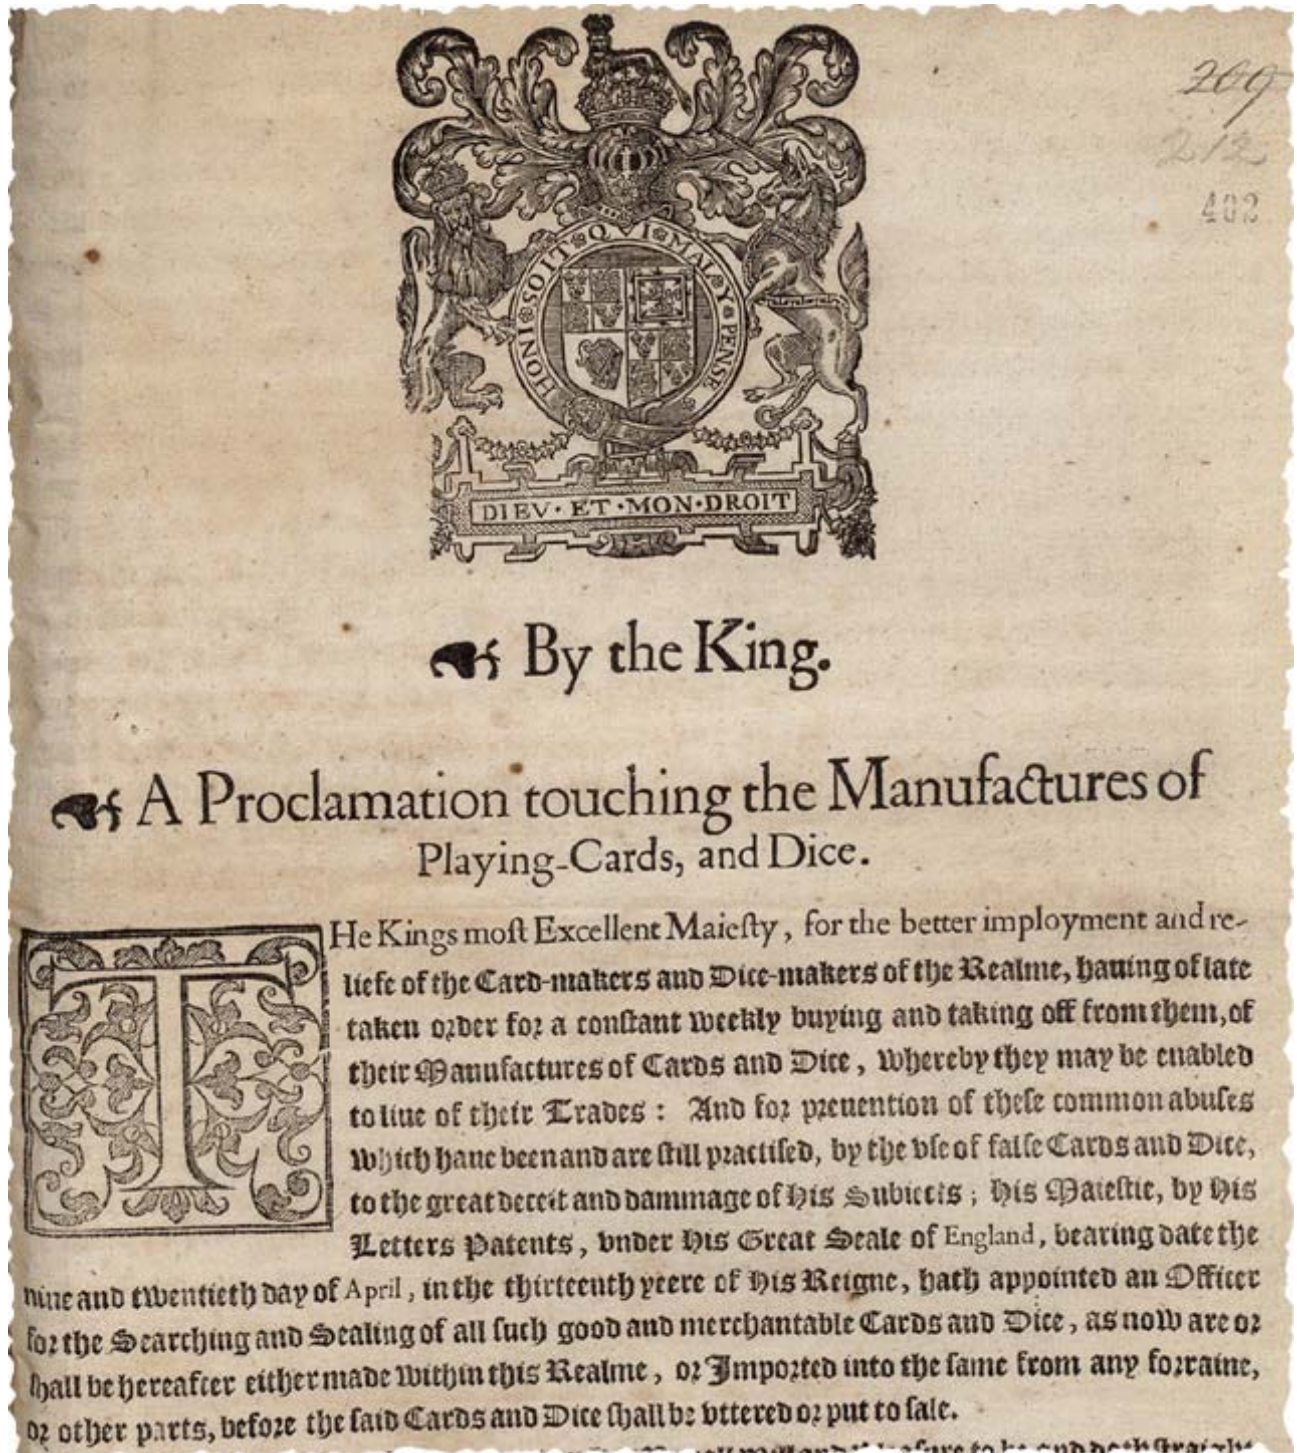 209
212
402
HONI SOIT QVI MAL Y PENSE
DIEV·ET·MON·DROIT
By the King.
A Proclamation touching the Manufactures of
Playing-Cards, and Dice.
THe Kings moſt Excellent Maieſty, for the better imployment and re-
liefe of the Card-makers and Dice-makers of the Realme, hauing of late
taken order for a conſtant weekly buying and taking off from them, of
their Manufactures of Cards and Dice, whereby they may be enabled
to liue of their Trades: And for preuention of theſe common abuſes
which haue been and are ſtill practiſed, by the vſe of falſe Cards and Dice,
to the great deceit and dammage of His Subiects; His Maieſtie, by His
Letters Patents, vnder His Great Seale of England, bearing date the
nine and twentieth day of April, in the thirteenth yeere of His Reigne, hath appointed an Officer
for the Searching and Sealing of all ſuch good and merchantable Cards and Dice, as now are or
ſhall be hereafter either made within this Realme, or Imported into the ſame from any forraine,
or other parts, before the ſaid Cards and Dice ſhall be vttered or put to ſale.